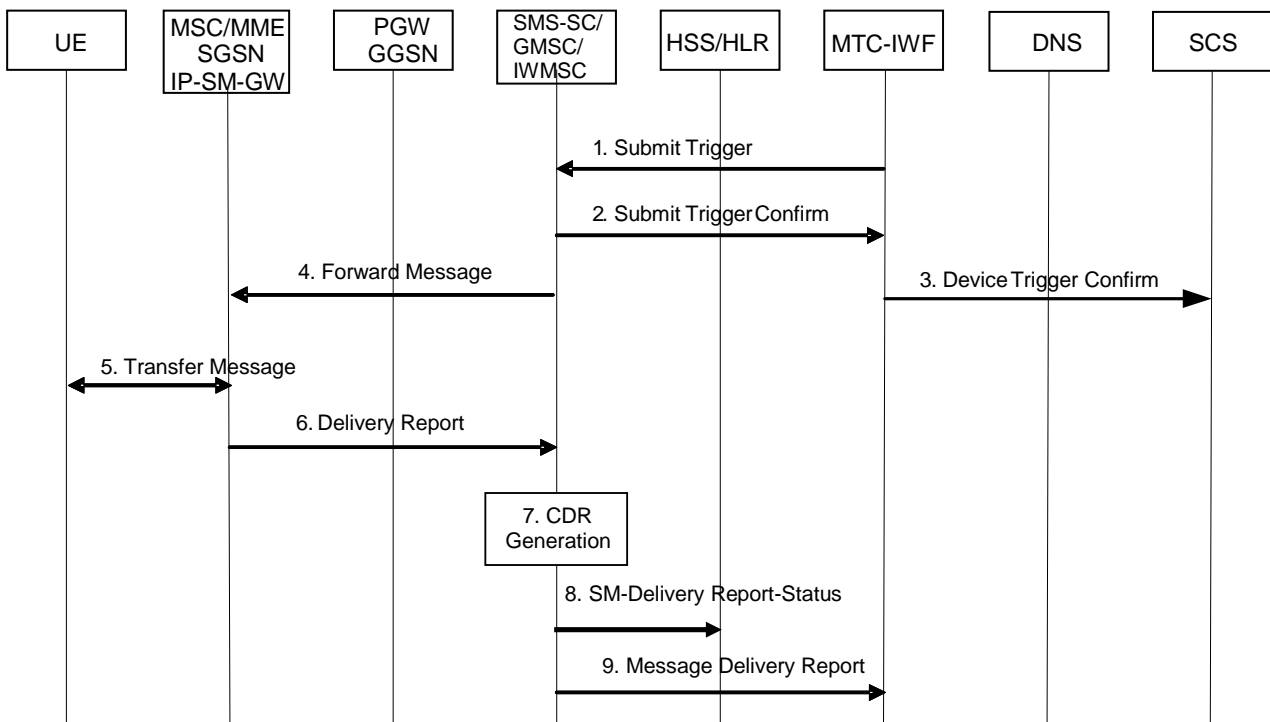 UE
MSC/MME
SGSN
IP-SM-GW
PGW
GGSN
SMS-SC/
GMSC/
IWMSC
HSS/HLR
MTC-IWF
DNS
SCS
1. Submit Trigger
2. Submit Trigger Confirm
4. Forward Message
3. Device Trigger Confirm
5. Transfer Message
6. Delivery Report
7. CDR
Generation
8. SM-Delivery Report-Status
9. Message Delivery Report